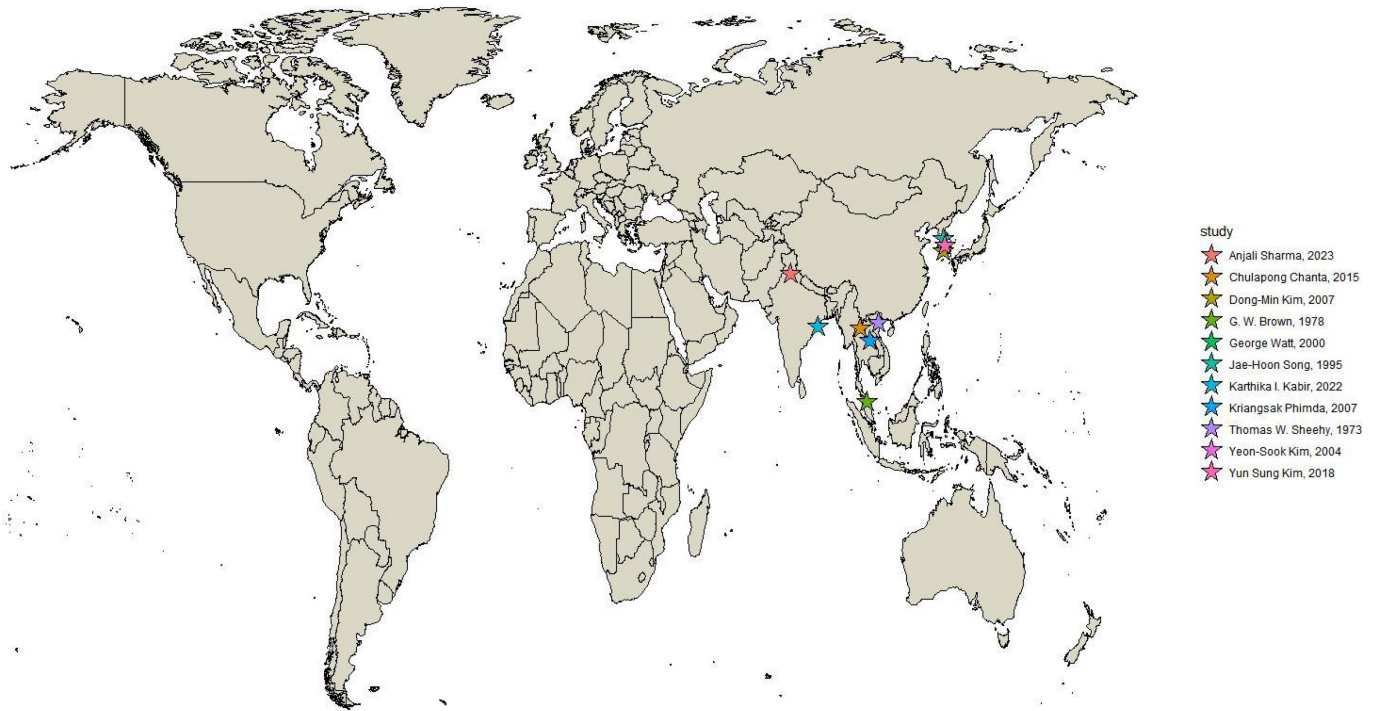 study
Anjali Sharma, 2023
Chulapong Chanta, 2015
Dong-Min Kim, 2007
G. W. Brown, 1978
George Watt, 2000
Jae-Hoon Song, 1995
Karthika I. Kabir, 2022
Kriangsak Phimda, 2007
Thomas W. Sheehy, 1973
Yeon-Sook Kim, 2004
Yun Sung Kim, 2018